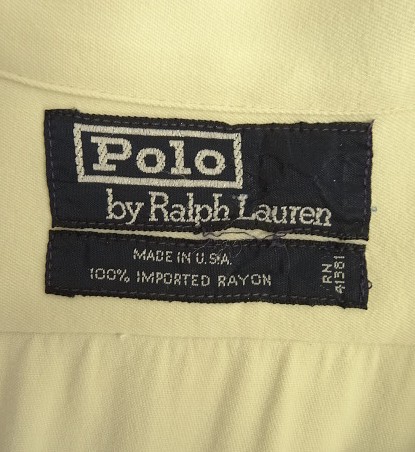 Polo
by Ralph Lauren
MADE IN U.S.A.
100% IMPORTED RAYON
RN
41381